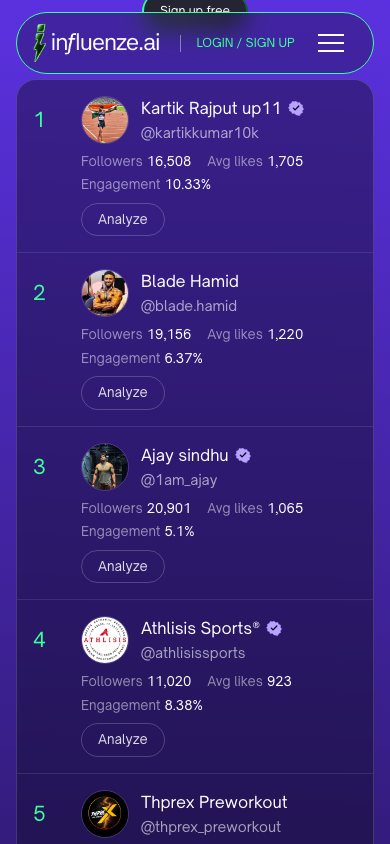 Sign up free
influenze.ai
LOGIN / SIGN UP
1
Kartik Rajput up11
@kartikkumar10k
Followers 16,508 Avg likes 1,705
Engagement 10.33%
Analyze
2
Blade Hamid
@blade.hamid
Followers 19,156 Avg likes 1,220
Engagement 6.37%
Analyze
3
Ajay sindhu
@1am_ajay
Followers 20,901 Avg likes 1,065
Engagement 5.1%
Analyze
4
Athlisis Sports®
@athlisissports
ATHLISIS
Followers 11,020 Avg likes 923
Engagement 8.38%
Analyze
5
Thprex Preworkout
@thprex_preworkout